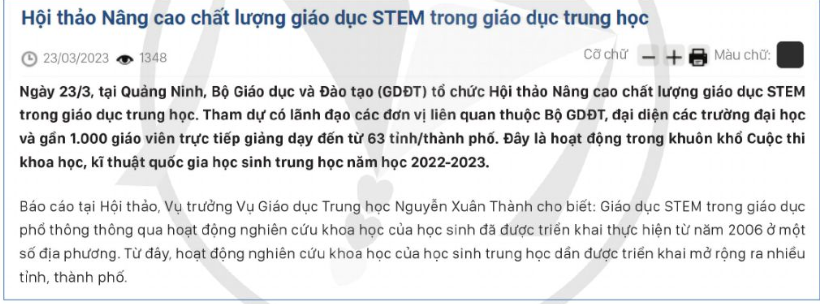 Hội thảo Nâng cao chất lượng giáo dục STEM trong giáo dục trung học
23/03/2023 1348 Cỡ chữ Màu chữ:
Ngày 23/3, tại Quảng Ninh, Bộ Giáo dục và Đào tạo (GDĐT) tổ chức Hội thảo Nâng cao chất lượng giáo dục STEM
trong giáo dục trung học. Tham dự có lãnh đạo các đơn vị liên quan thuộc Bộ GDĐT, đại diện các trường đại học
và gần 1.000 giáo viên trực tiếp giảng dạy đến từ 63 tỉnh/thành phố. Đây là hoạt động trong khuôn khổ Cuộc thi
khoa học, kĩ thuật quốc gia học sinh trung học năm học 2022-2023.
Báo cáo tại Hội thảo, Vụ trưởng Vụ Giáo dục Trung học Nguyễn Xuân Thành cho biết: Giáo dục STEM trong giáo dục
phổ thông thông qua hoạt động nghiên cứu khoa học của học sinh đã được triển khai thực hiện từ năm 2006 ở một
số địa phương. Từ đây, hoạt động nghiên cứu khoa học của học sinh trung học dần được triển khai mở rộng ra nhiều
tỉnh, thành phố.